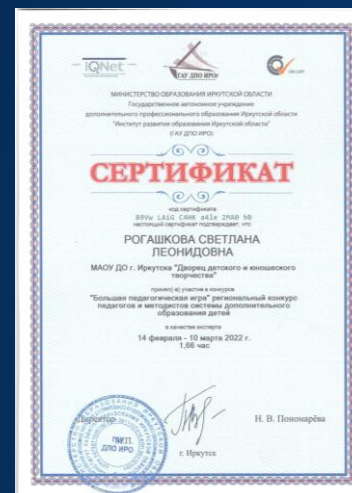 IQNet
ГАУ ДПО ИРО
МИНИСТЕРСТВО ОБРАЗОВАНИЯ ИРКУТСКОЙ ОБЛАСТИ
Государственное автономное учреждение
дополнительного профессионального образования Иркутской области
"Институт развития образования Иркутской области"
(ГАУ ДПО ИРО)
СЕРТИФИКАТ
код сертификата
настоящий сертификат подтверждает, что
РОГАШКОВА СВЕТЛАНА
ЛЕОНИДОВНА
МАОУ ДО г. Иркутска "Дворец детского и юношеского
творчества"
принял(-а) участие в конкурсе
"Большая педагогическая игра" региональный конкурс
педагогов и методистов системы дополнительного
образования детей
в качестве эксперта
14 февраля - 10 марта 2022 г.
1,66 час
Директор
Н. В. Пономарёва
ДПО ИРО
г. Иркутск